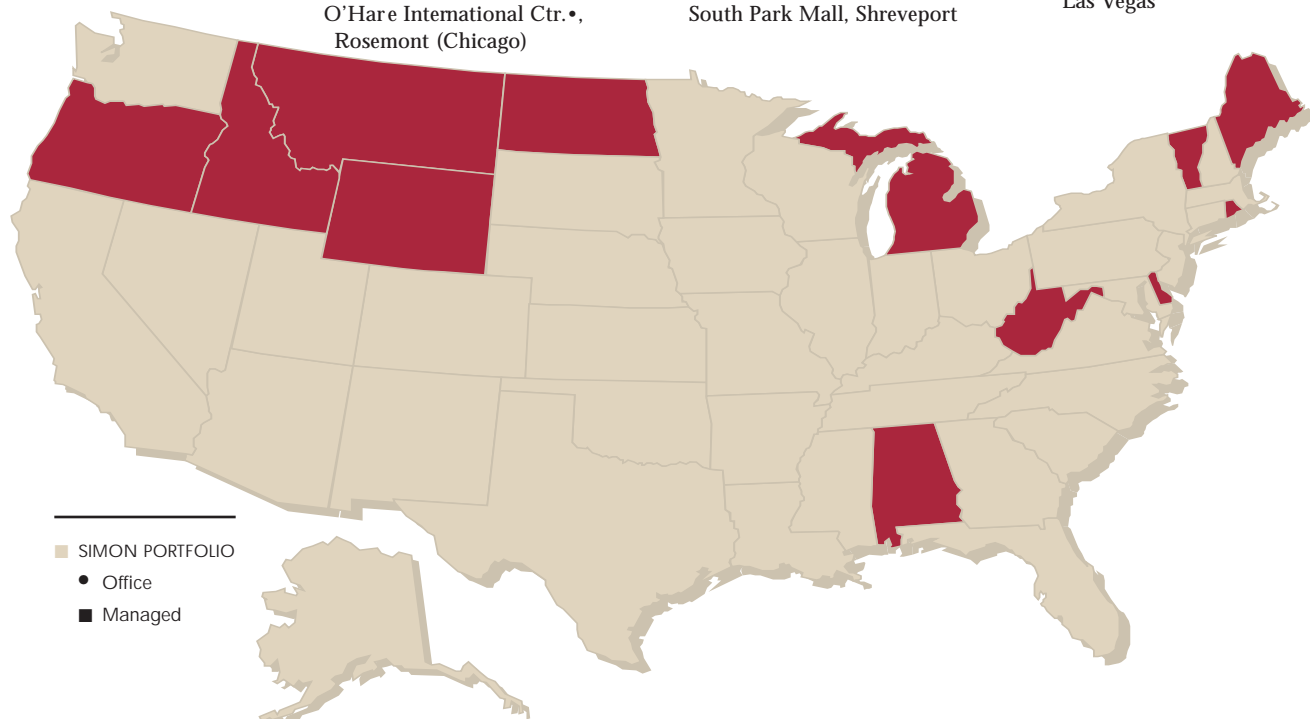 O'Hare International Ctr.•,
Rosemont (Chicago)
South Park Mall, Shreveport
Las Vegas
SIMON PORTFOLIO
• Office
■ Managed